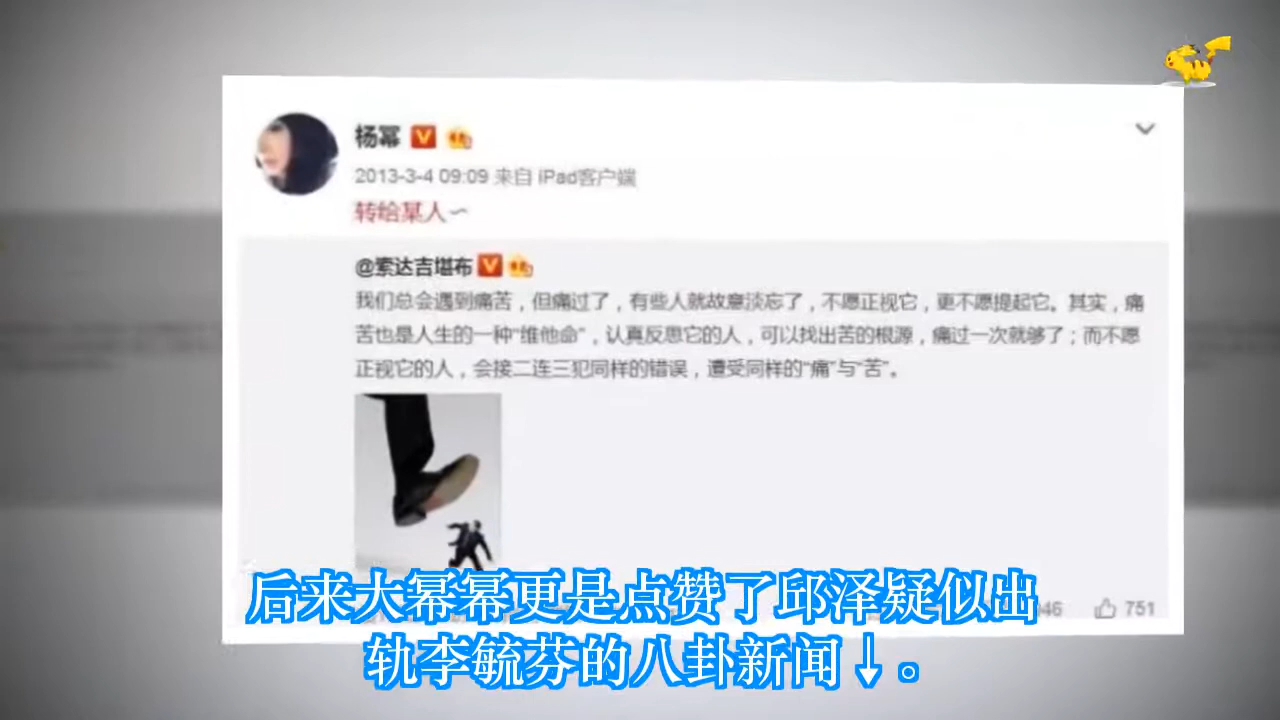 杨幂
2013-3-4 09:09 来自 iPad客户端
转给某人～
@索达吉堪布
我们总会遇到痛苦，但痛过了，有些人就故意淡忘了，不愿正视它，更不愿提起它。其实，痛
苦也是人生的一种“维他命”，认真反思它的人，可以找出苦的根源，痛过一次就够了；而不愿
正视它的人，会接二连三犯同样的错误，遭受同样的“痛”与“苦”。
751
后来大幂幂更是点赞了邱泽疑似出
轨李毓芬的八卦新闻↓。